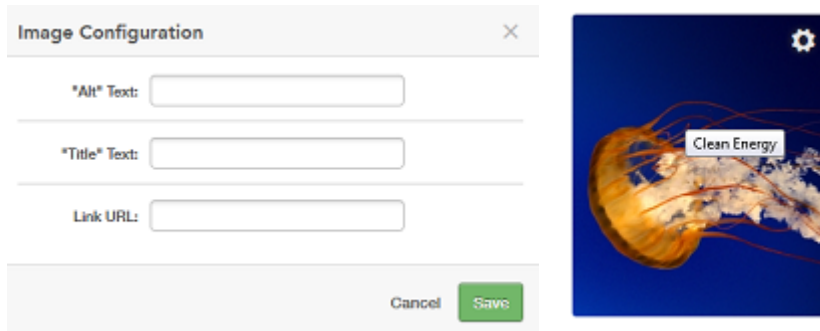 Image Configuration
"Alt" Text:
"Title" Text:
Link URL:
Cancel
Save
Clean Energy